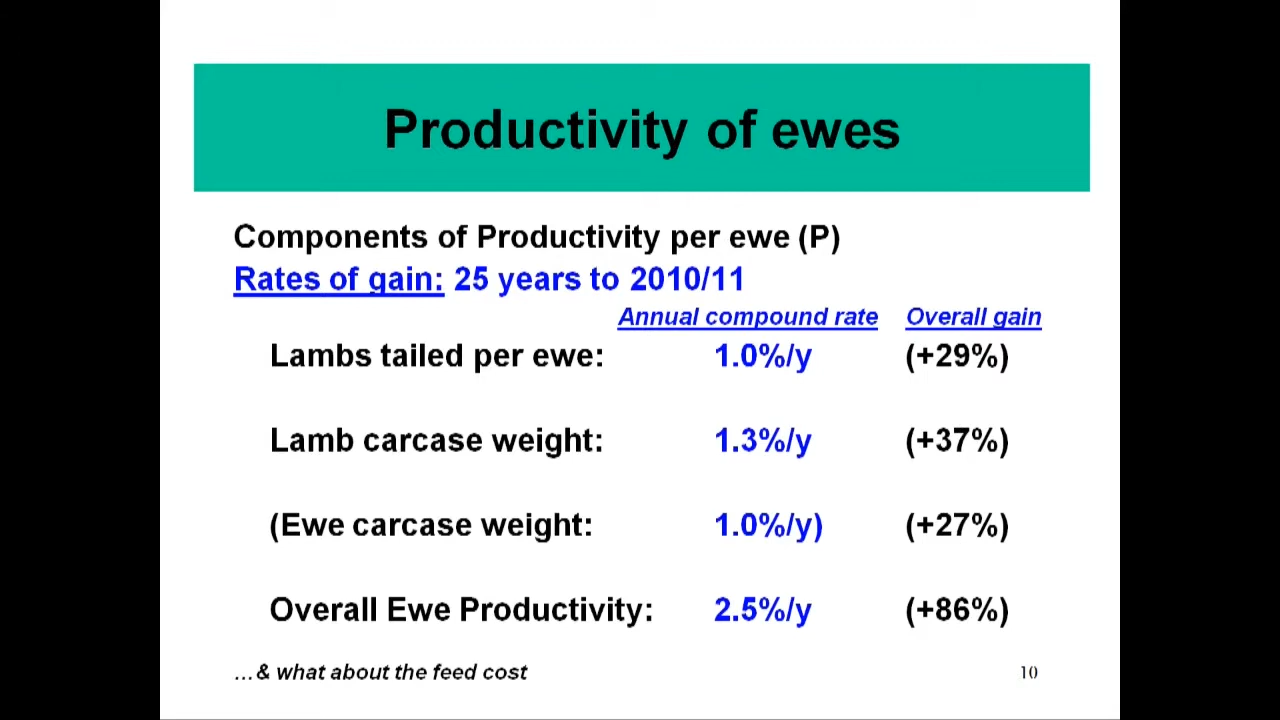 Productivity of ewes
Components of Productivity per ewe (P)
Rates of gain: 25 years to 2010/11
Annual compound rate Overall gain
Lambs tailed per ewe: 1.0%/y (+29%)
Lamb carcase weight: 1.3%/y (+37%)
(Ewe carcase weight: 1.0%/y) (+27%)
Overall Ewe Productivity: 2.5%/y (+86%)
...& what about the feed cost 10